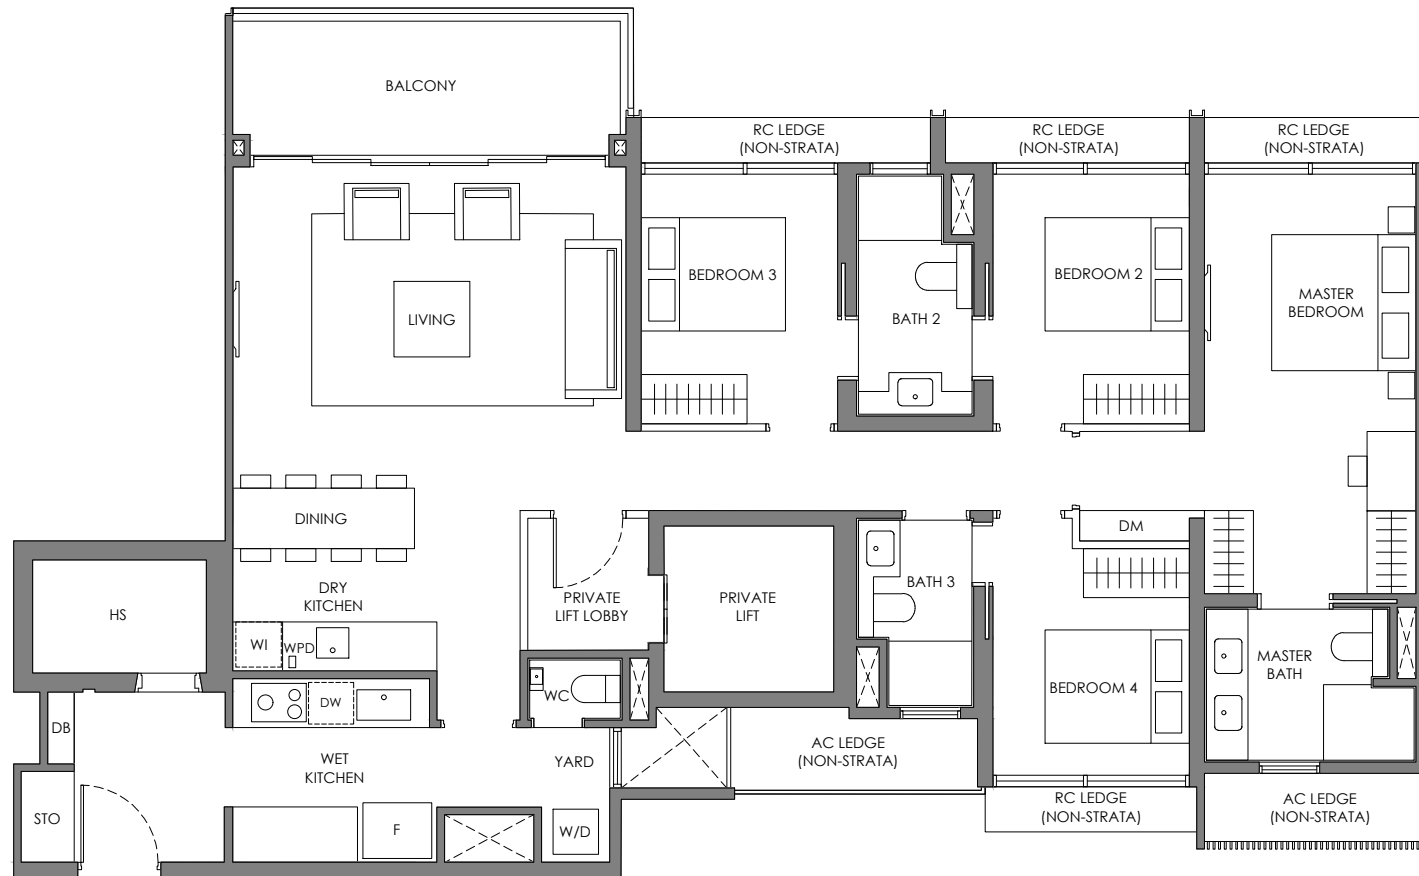 BALCONY
RC LEDGE
(NON-STRATA)
RC LEDGE
(NON-STRATA)
RC LEDGE
(NON-STRATA)
BEDROOM 3
BEDROOM 2
MASTER
BEDROOM
LIVING
BATH 2
DINING
DM
DRY
KITCHEN
PRIVATE
LIFT LOBBY
PRIVATE
LIFT
BATH 3
HS
WI
WPD
MASTER
BATH
WC
BEDROOM 4
DW
DB
WET
KITCHEN
YARD
AC LEDGE
(NON-STRATA)
RC LEDGE
(NON-STRATA)
AC LEDGE
(NON-STRATA)
STO
F
W/D